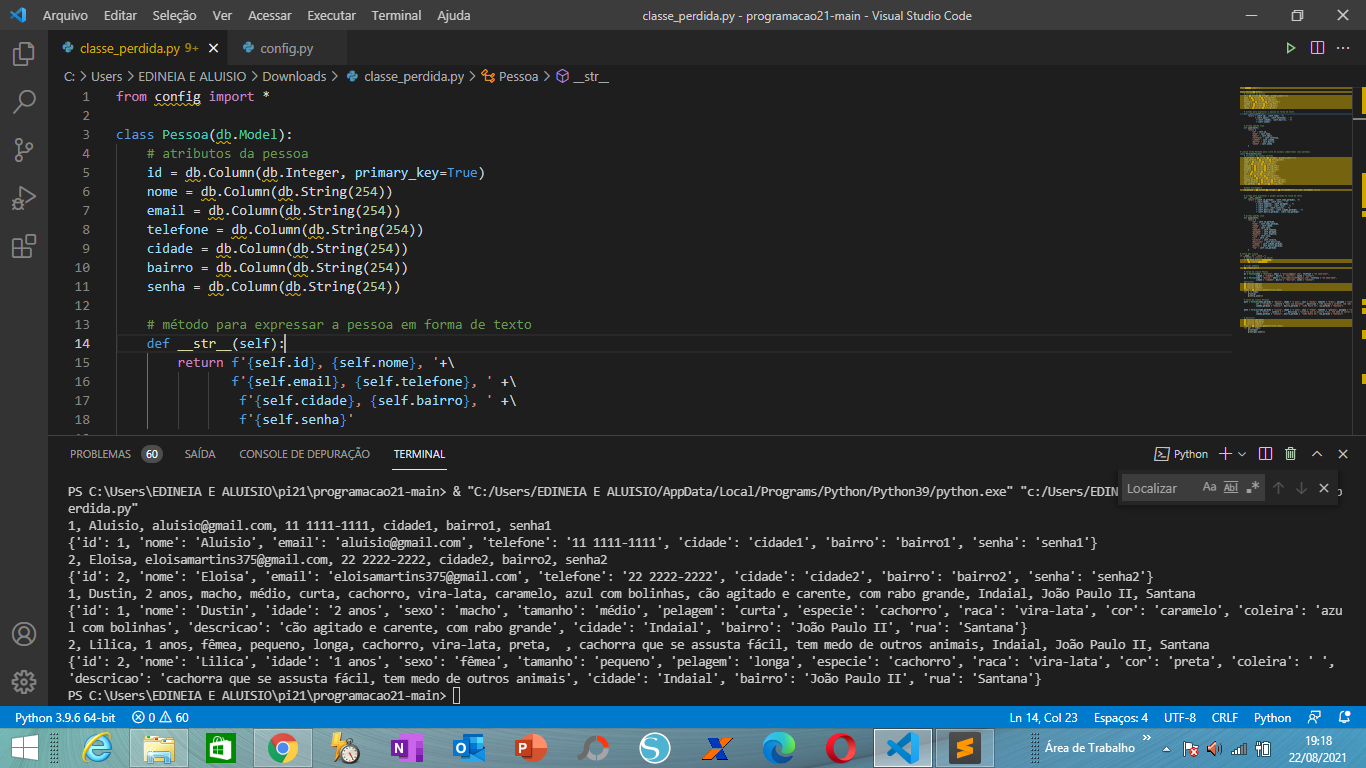 Arquivo Editar Seleção Ver Acessar Executar Terminal Ajuda classe_perdida.py - programacao21-main - Visual Studio Code
classe_perdida.py 9+ config.py
C: > Users > EDINEIA E ALUISIO > Downloads > classe_perdida.py > Pessoa > __str__
1 from config import *
2
3 class Pessoa(db.Model):
4 # atributos da pessoa
5 id = db.Column(db.Integer, primary_key=True)
6 nome = db.Column(db.String(254))
7 email = db.Column(db.String(254))
8 telefone = db.Column(db.String(254))
9 cidade = db.Column(db.String(254))
10 bairro = db.Column(db.String(254))
11 senha = db.Column(db.String(254))
12
13 # método para expressar a pessoa em forma de texto
14 def __str__(self):
15 return f'{self.id}, {self.nome}, '+\
16 f'{self.email}, {self.telefone}, ' +\
17 f'{self.cidade}, {self.bairro}, ' +\
18 f'{self.senha}'
PROBLEMAS 60 SAÍDA CONSOLE DE DEPURAÇÃO TERMINAL Python
Localizar
PS C:\Users\EDINEIA E ALUISIO\pi21\programacao21-main> & "C:/Users/EDINEIA E ALUISIO/AppData/Local/Programs/Python/Python39/python.exe" "c:/Users/EDIN
erdida.py"
1, Aluisio, aluisio@gmail.com, 11 1111-1111, cidade1, bairro1, senha1
{'id': 1, 'nome': 'Aluisio', 'email': 'aluisio@gmail.com', 'telefone': '11 1111-1111', 'cidade': 'cidade1', 'bairro': 'bairro1', 'senha': 'senha1'}
2, Eloisa, eloisamartins375@gmail.com, 22 2222-2222, cidade2, bairro2, senha2
{'id': 2, 'nome': 'Eloisa', 'email': 'eloisamartins375@gmail.com', 'telefone': '22 2222-2222', 'cidade': 'cidade2', 'bairro': 'bairro2', 'senha': 'senha2'}
1, Dustin, 2 anos, macho, médio, curta, cachorro, vira-lata, caramelo, azul com bolinhas, cão agitado e carente, com rabo grande, Indaial, João Paulo II, Santana
{'id': 1, 'nome': 'Dustin', 'idade': '2 anos', 'sexo': 'macho', 'tamanho': 'médio', 'pelagem': 'curta', 'especie': 'cachorro', 'raca': 'vira-lata', 'cor': 'caramelo', 'coleira': 'azu
l com bolinhas', 'descricao': 'cão agitado e carente, com rabo grande', 'cidade': 'Indaial', 'bairro': 'João Paulo II', 'rua': 'Santana'}
2, Lilica, 1 anos, fêmea, pequeno, longa, cachorro, vira-lata, preta,  , cachorra que se assusta fácil, tem medo de outros animais, Indaial, João Paulo II, Santana
{'id': 2, 'nome': 'Lilica', 'idade': '1 anos', 'sexo': 'fêmea', 'tamanho': 'pequeno', 'pelagem': 'longa', 'especie': 'cachorro', 'raca': 'vira-lata', 'cor': 'preta', 'coleira': ' ',
'descricao': 'cachorra que se assusta fácil, tem medo de outros animais', 'cidade': 'Indaial', 'bairro': 'João Paulo II', 'rua': 'Santana'}
PS C:\Users\EDINEIA E ALUISIO\pi21\programacao21-main>
Python 3.9.6 64-bit 0 60 Ln 14, Col 23 Espaços: 4 UTF-8 CRLF Python
Área de Trabalho
19:18
22/08/2021